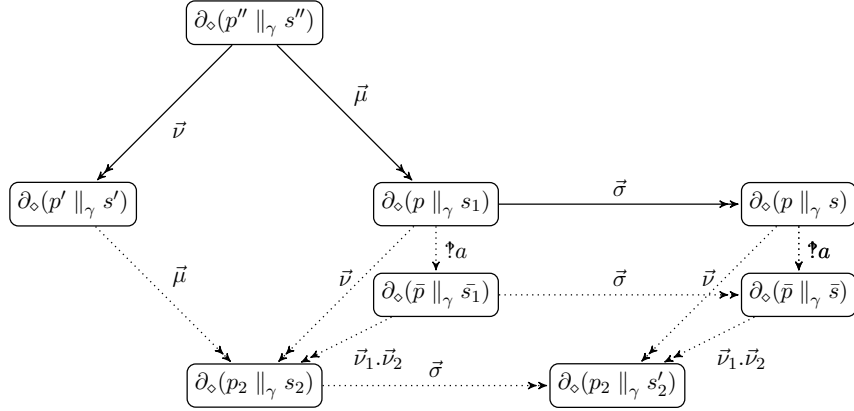 ∂⋄(p″ ∥γ s″)
μ⃗
ν⃗
∂⋄(p′ ∥γ s′)
∂⋄(p ∥γ s₁)
σ⃗
∂⋄(p ∥γ s)
μ⃗
ν⃗
‽a
ν⃗
‽a
∂⋄(p̄ ∥γ s̄₁)
σ⃗
∂⋄(p̄ ∥γ s̄)
ν⃗₁.ν⃗₂
ν⃗₁.ν⃗₂
∂⋄(p₂ ∥γ s₂)
σ⃗
∂⋄(p₂ ∥γ s′₂)